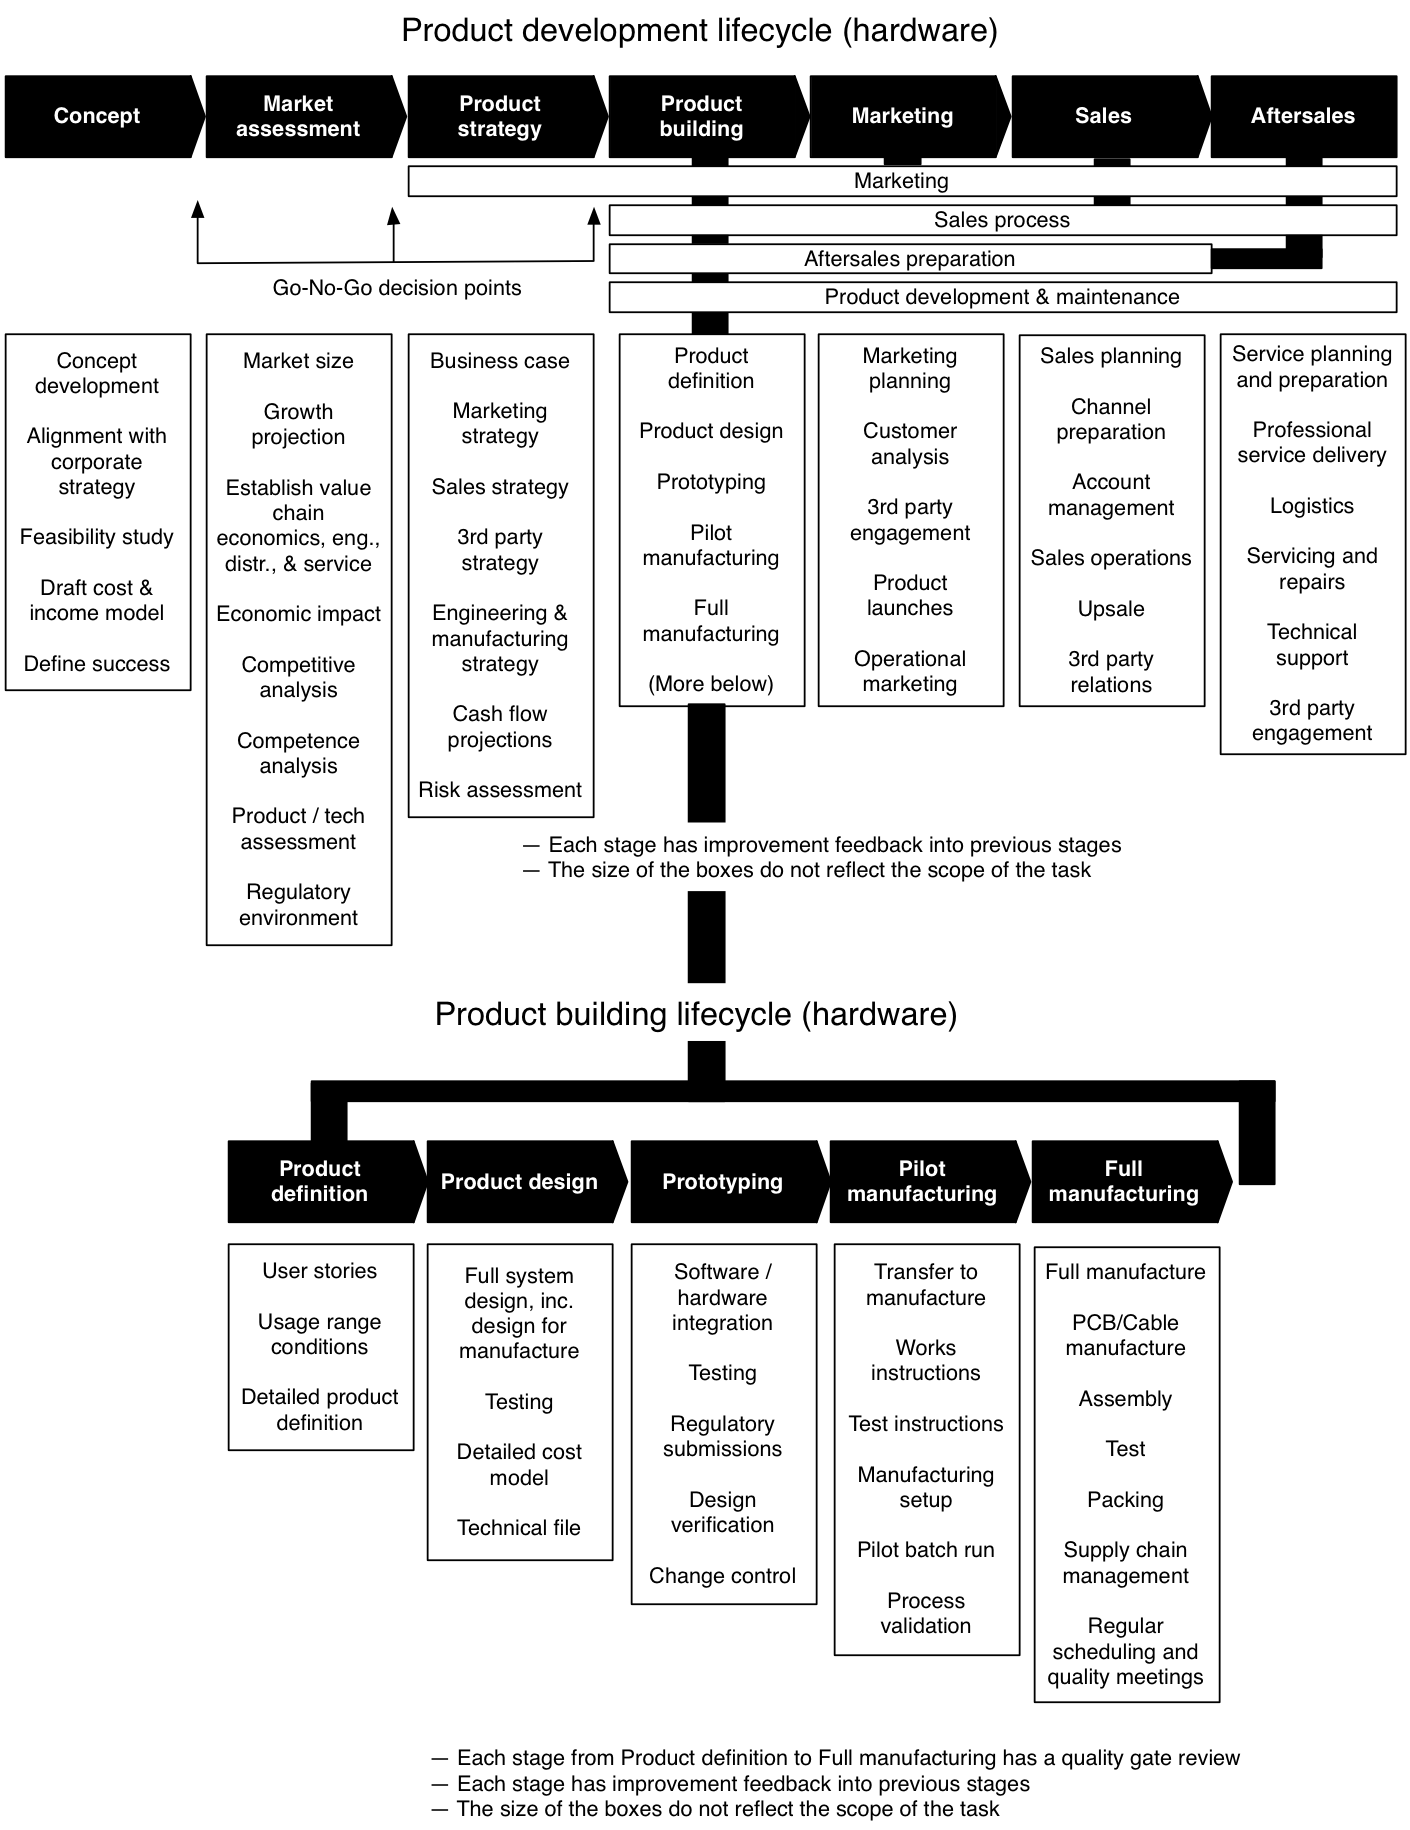 Product development lifecycle (hardware)
Concept
Market
assessment
Product
strategy
Product
building
Marketing
Sales
Aftersales
Marketing
Sales process
Aftersales preparation
Product development & maintenance
Go-No-Go decision points
Concept
development
Alignment with
corporate
strategy
Feasibility study
Draft cost &
income model
Define success
Market size
Growth
projection
Establish value
chain
economics, eng.,
distr., & service
Economic impact
Competitive
analysis
Competence
analysis
Product / tech
assessment
Regulatory
environment
Business case
Marketing
strategy
Sales strategy
3rd party
strategy
Engineering &
manufacturing
strategy
Cash flow
projections
Risk assessment
Product
definition
Product design
Prototyping
Pilot
manufacturing
Full
manufacturing
(More below)
Marketing
planning
Customer
analysis
3rd party
engagement
Product
launches
Operational
marketing
Sales planning
Channel
preparation
Account
management
Sales operations
Upsale
3rd party
relations
Service planning
and preparation
Professional
service delivery
Logistics
Servicing and
repairs
Technical
support
3rd party
engagement
— Each stage has improvement feedback into previous stages
— The size of the boxes do not reflect the scope of the task
Product building lifecycle (hardware)
Product
definition
Product design
Prototyping
Pilot
manufacturing
Full
manufacturing
User stories
Usage range
conditions
Detailed product
definition
Full system
design, inc.
design for
manufacture
Testing
Detailed cost
model
Technical file
Software /
hardware
integration
Testing
Regulatory
submissions
Design
verification
Change control
Transfer to
manufacture
Works
instructions
Test instructions
Manufacturing
setup
Pilot batch run
Process
validation
Full manufacture
PCB/Cable
manufacture
Assembly
Test
Packing
Supply chain
management
Regular
scheduling and
quality meetings
— Each stage from Product definition to Full manufacturing has a quality gate review
— Each stage has improvement feedback into previous stages
— The size of the boxes do not reflect the scope of the task